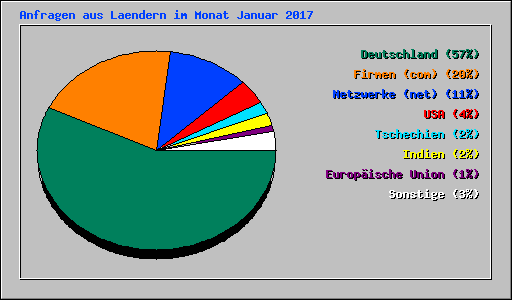 Anfragen aus Laendern im Monat Januar 2017
Deutschland (57%)
Firmen (com) (20%)
Netzwerke (net) (11%)
USA (4%)
Tschechien (2%)
Indien (2%)
Europäische Union (1%)
Sonstige (3%)